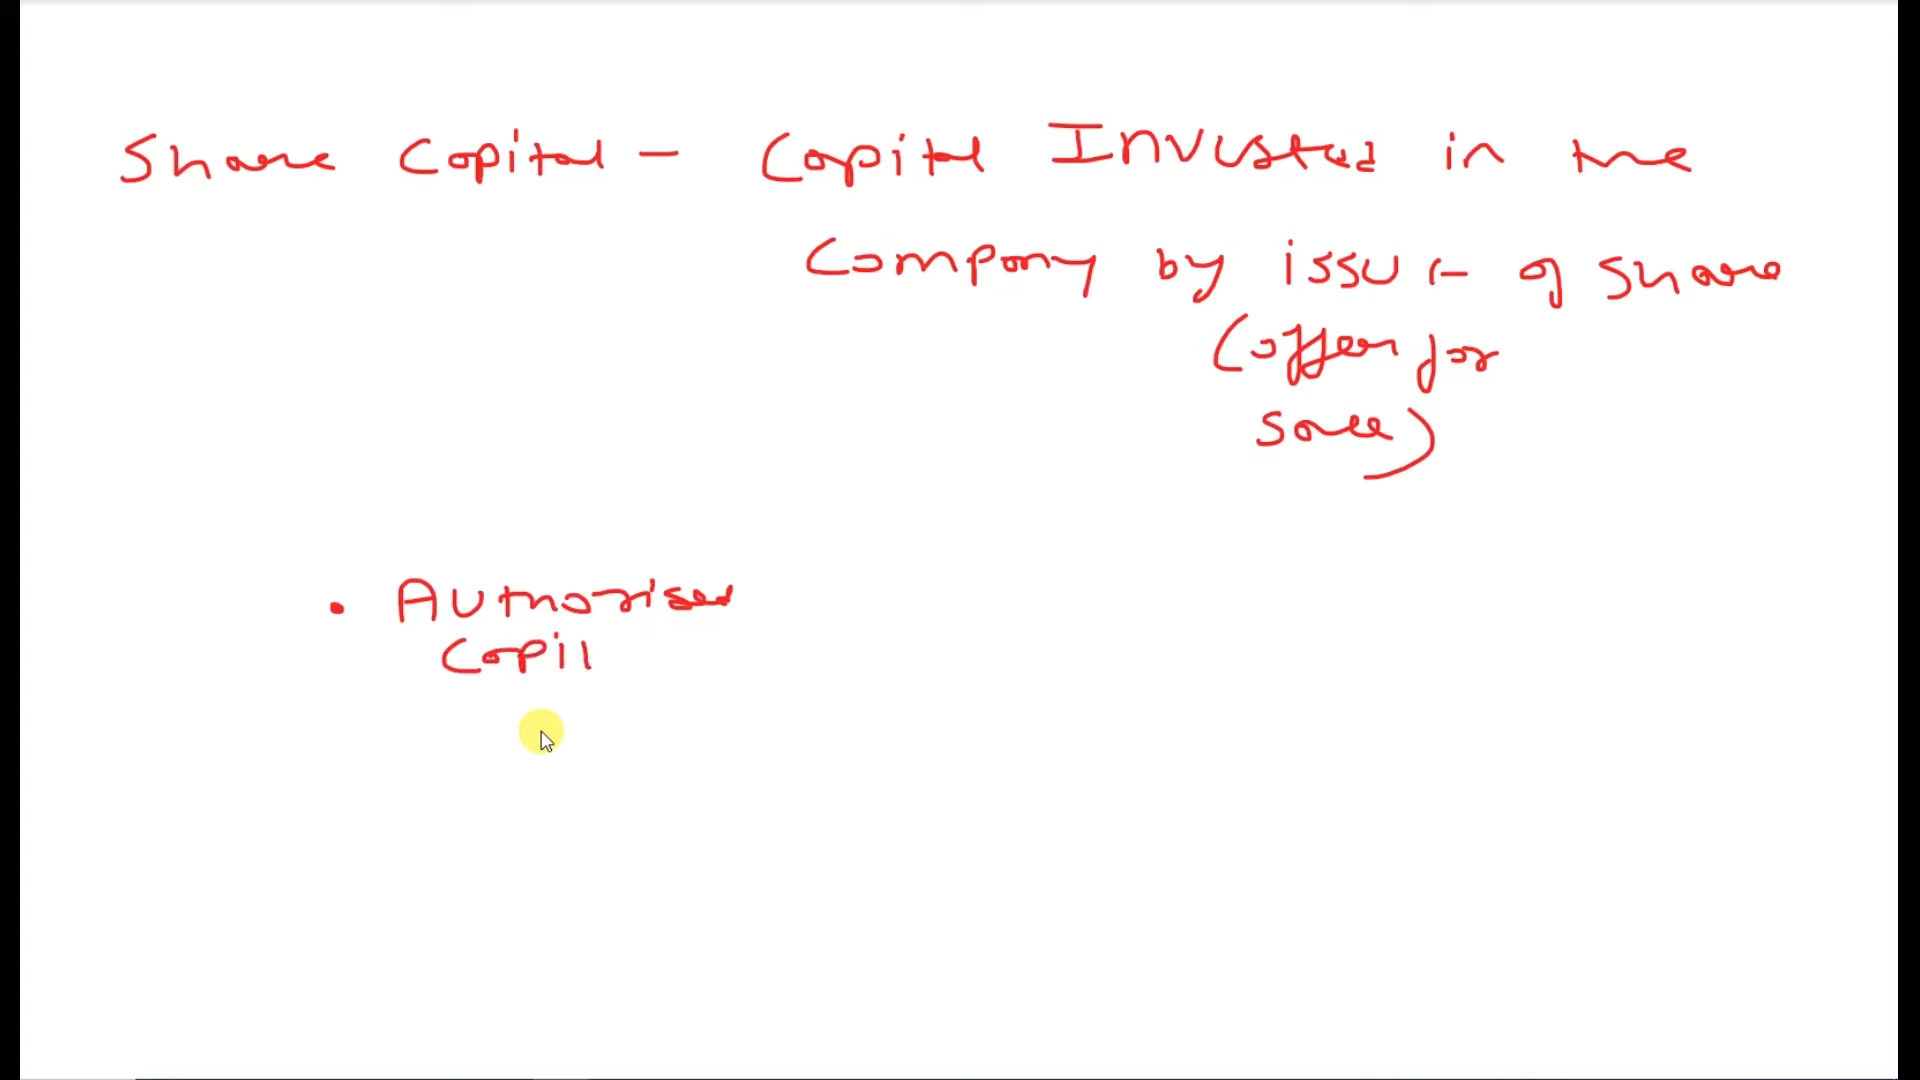 Share Capital - Capital Invested in the
Company by issue of share
(offer for
sale)
• Authorised
Capil